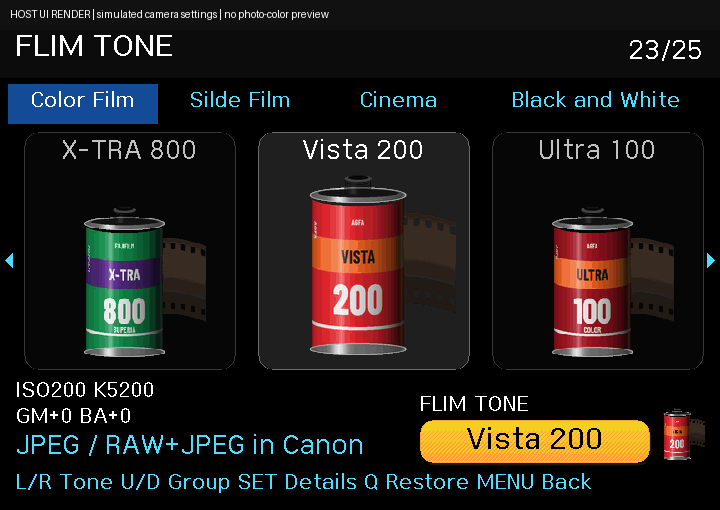 HOST UI RENDER | simulated camera settings | no photo-color preview
FLIM TONE
23/25
Color Film
Silde Film
Cinema
Black and White
X-TRA 800
Vista 200
Ultra 100
FUJIFILM
X-TRA
800
SUPERIA
AGFA
AGFA
VISTA
200
AGFA
ULTRA
100
COLOR
ISO200 K5200
GM+0 BA+0
JPEG / RAW+JPEG in Canon
FLIM TONE
Vista 200
200
L/R Tone U/D Group SET Details Q Restore MENU Back